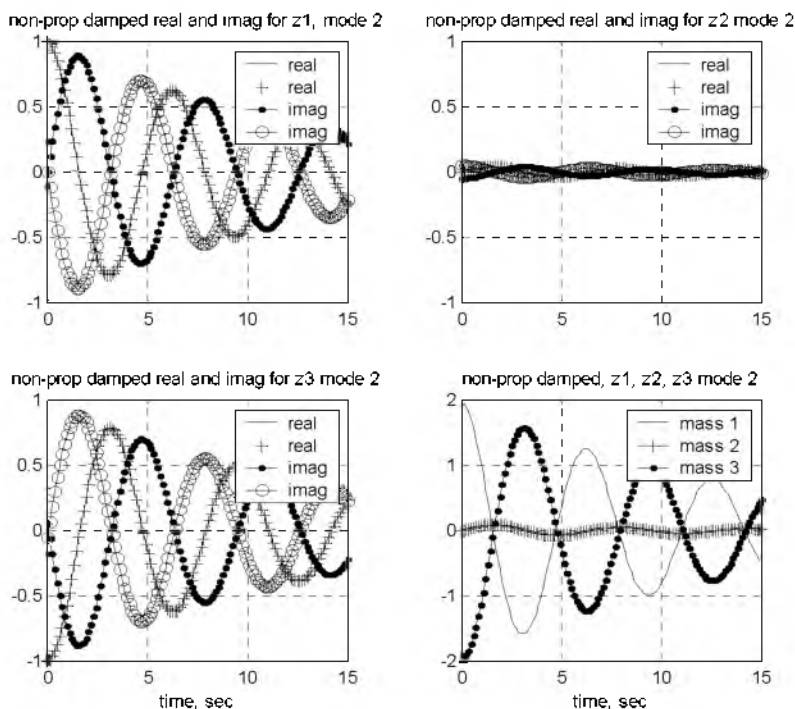 non-prop damped real and imag for z1, mode 2
1
0.5
0
-0.5
-1
0
5
10
15
real
real
imag
imag
non-prop damped real and imag for z2 mode 2
1
0.5
0
-0.5
-1
0
5
10
15
real
real
imag
imag
non-prop damped real and imag for z3 mode 2
1
0.5
0
-0.5
-1
0
5
10
15
time, sec
real
real
imag
imag
non-prop damped, z1, z2, z3 mode 2
2
1
0
-1
-2
0
5
10
15
time, sec
mass 1
mass 2
mass 3